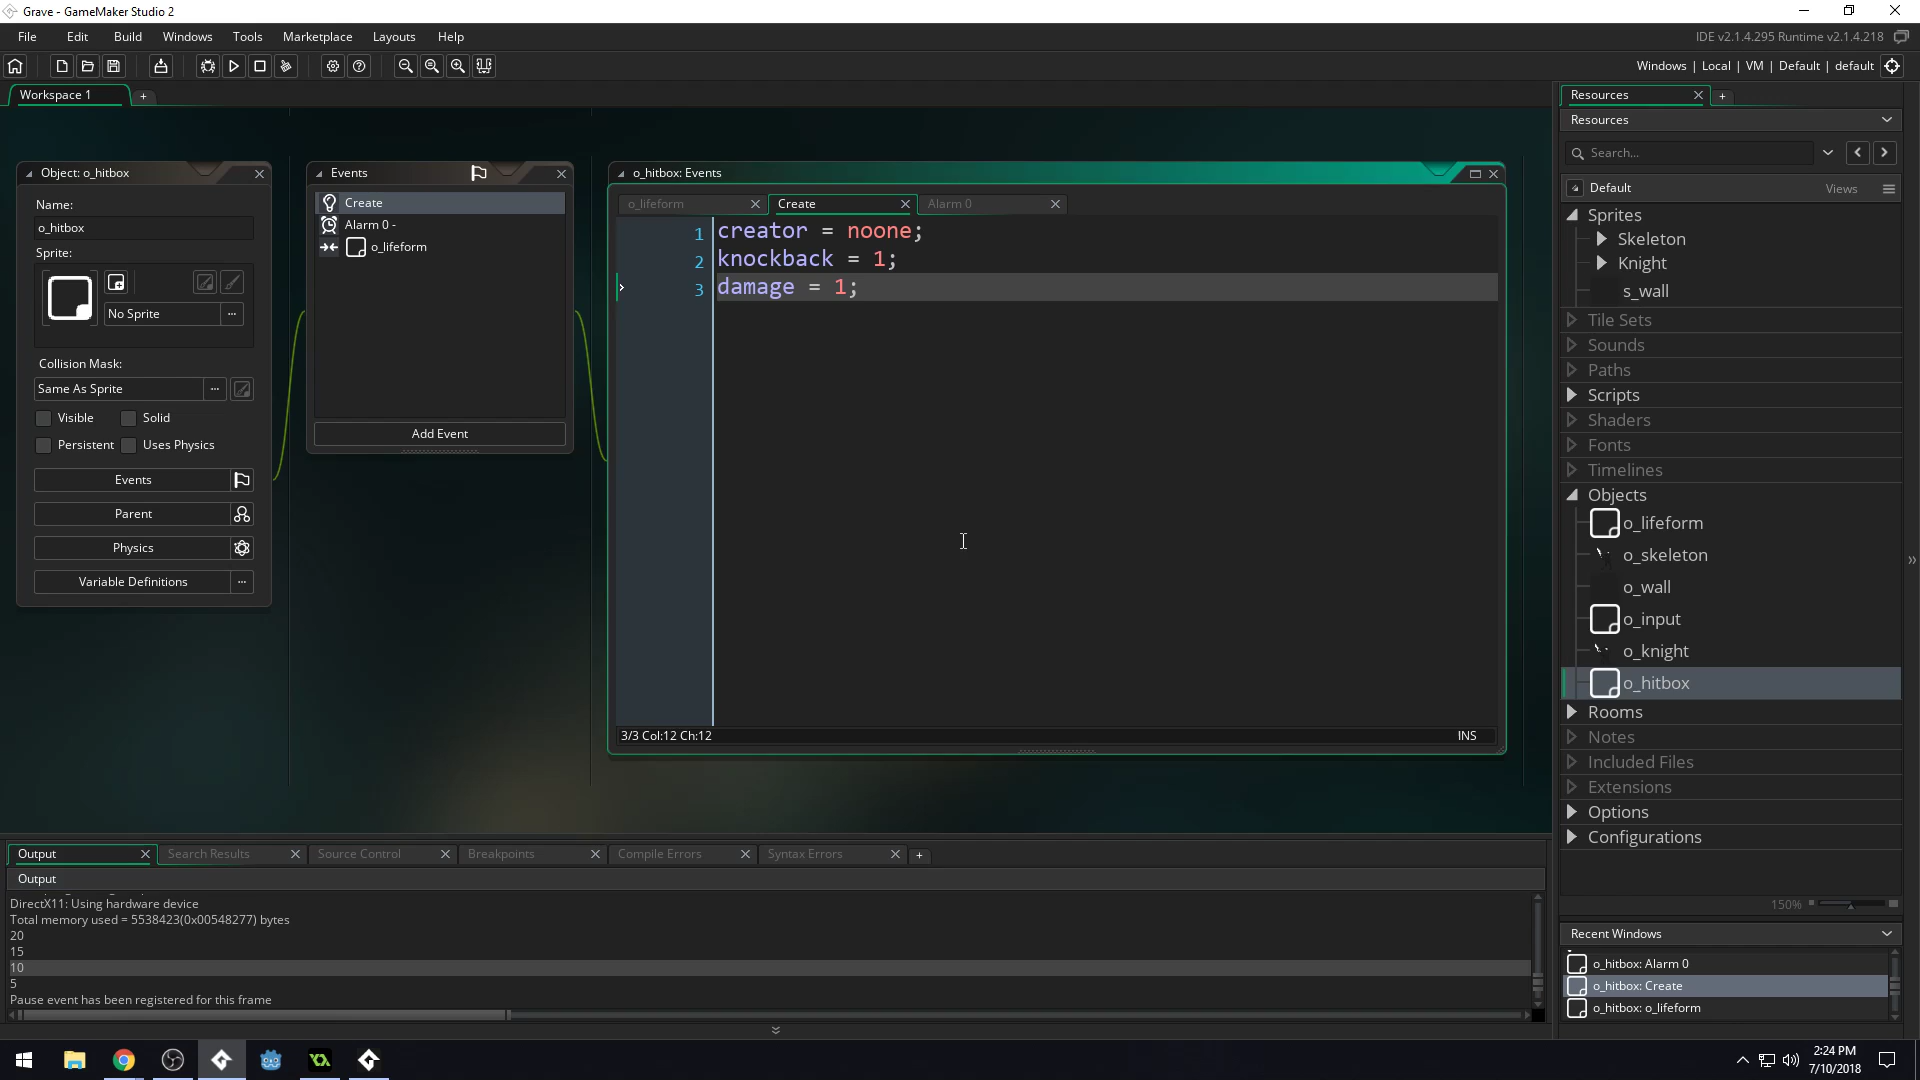 Grave - GameMaker Studio 2
File Edit Build Windows Tools Marketplace Layouts Help
IDE v2.1.4.295 Runtime v2.1.4.218
Windows | Local | VM | Default | default
Workspace 1
Object: o_hitbox
Name:
o_hitbox
Sprite:
No Sprite
Collision Mask:
Same As Sprite
Visible Solid
Persistent Uses Physics
Events
Parent
Physics
Variable Definitions
Events
Create
Alarm 0 -
o_lifeform
Add Event
o_hitbox: Events
o_lifeform Create Alarm 0
1 creator = noone;
2 knockback = 1;
3 damage = 1;
3/3 Col:12 Ch:12 INS
Resources
Resources
Search...
Default Views
Sprites
Skeleton
Knight
s_wall
Tile Sets
Sounds
Paths
Scripts
Shaders
Fonts
Timelines
Objects
o_lifeform
o_skeleton
o_wall
o_input
o_knight
o_hitbox
Rooms
Notes
Included Files
Extensions
Options
Configurations
150%
Recent Windows
o_hitbox: Alarm 0
o_hitbox: Create
o_hitbox: o_lifeform
Output Search Results Source Control Breakpoints Compile Errors Syntax Errors
Output
DirectX11: Using hardware device
Total memory used = 5538423(0x00548277) bytes
20
15
10
5
Pause event has been registered for this frame
2:24 PM
7/10/2018